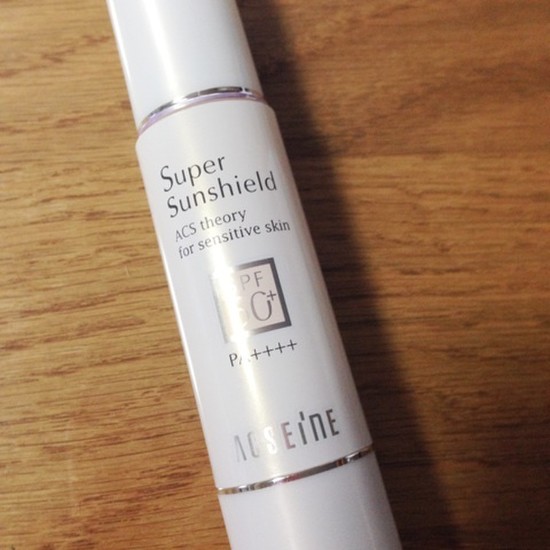 Super
Sunshield
ACS theory
for sensitive skin
SPF
50+
PA++++
ACSEINE